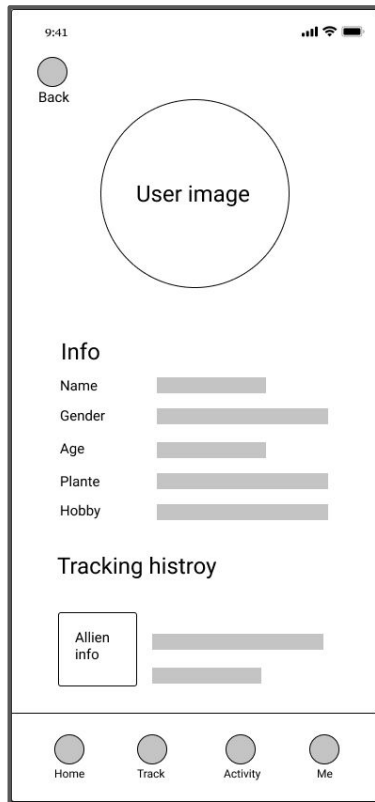 9:41
Back
User image
Info
Name
Gender
Age
Plante
Hobby
Tracking histroy
Allien
info
Home
Track
Activity
Me